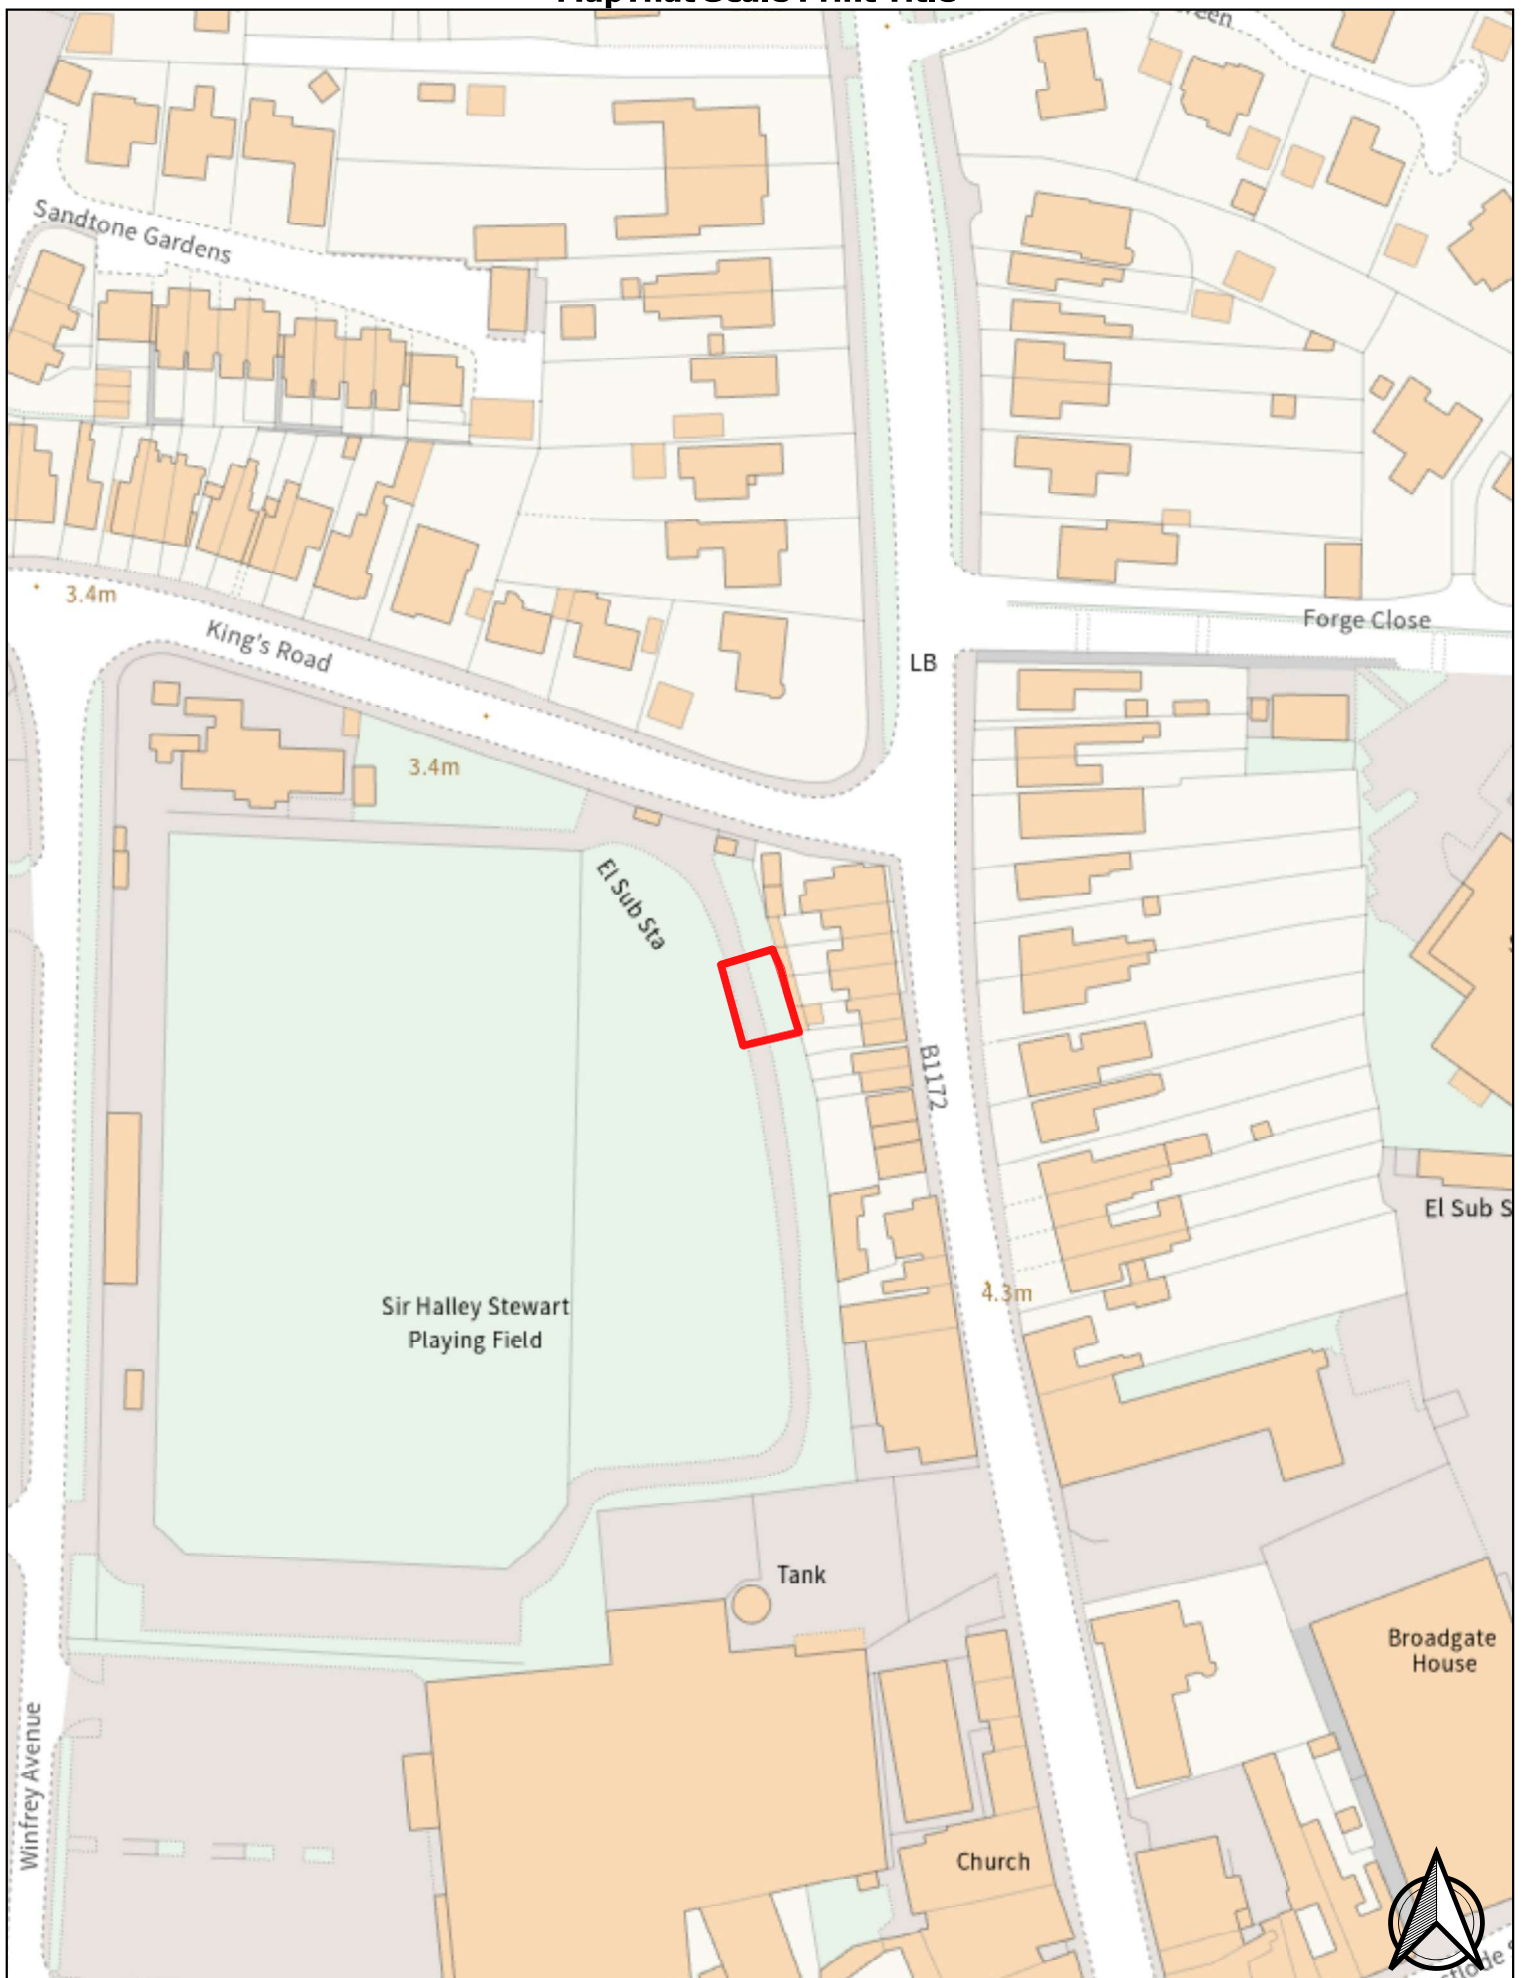 Sandtone Gardens
3.4m
King's Road
Forge Close
LB
3.4m
El Sub Sta
B1172
El Sub S
4.3m
Sir Halley Stewart
Playing Field
Tank
Broadgate
House
Winfrey Avenue
Church